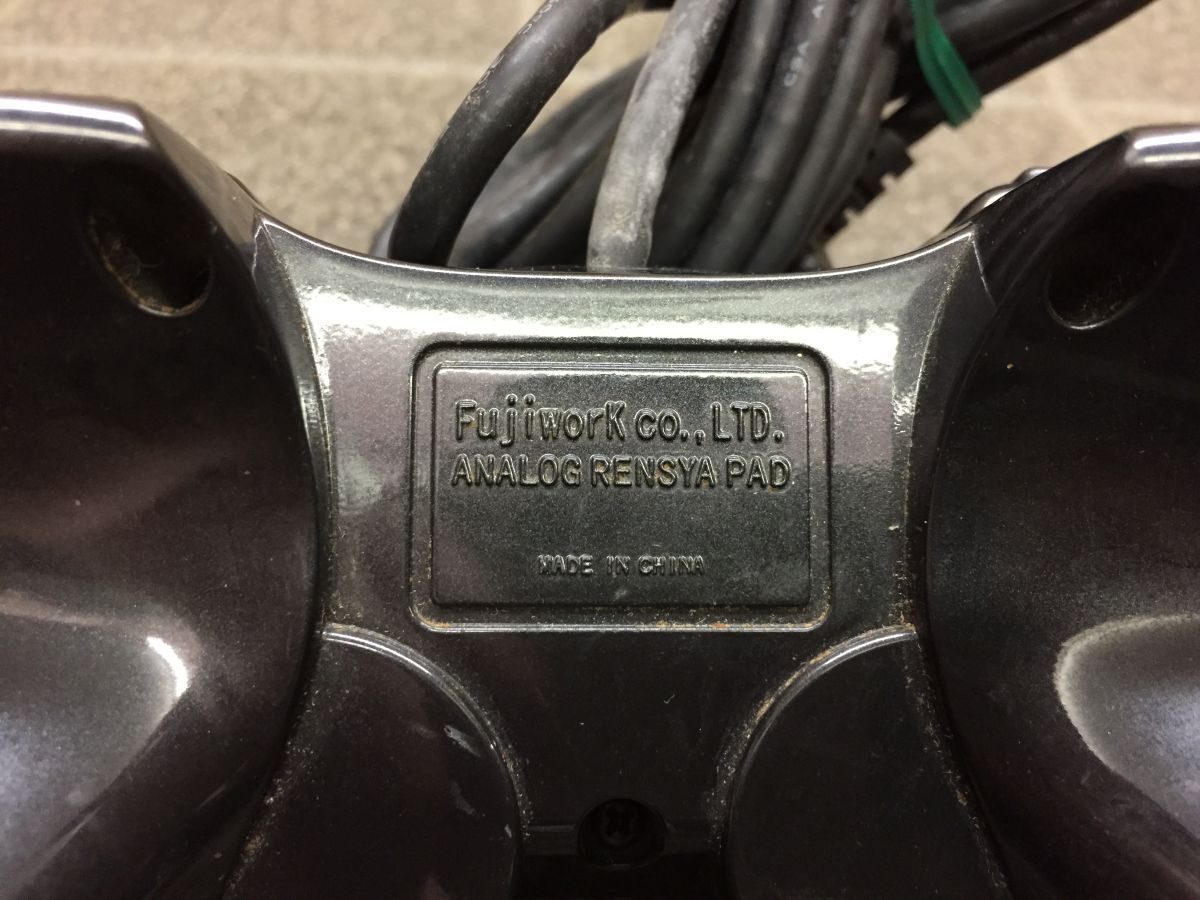 FujiworK co.,LTD.
ANALOG RENSYA PAD
MADE IN CHINA